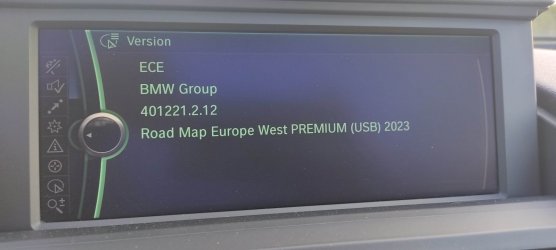 Version
ECE
BMW Group
401221.2.12
Road Map Europe West PREMIUM (USB) 2023